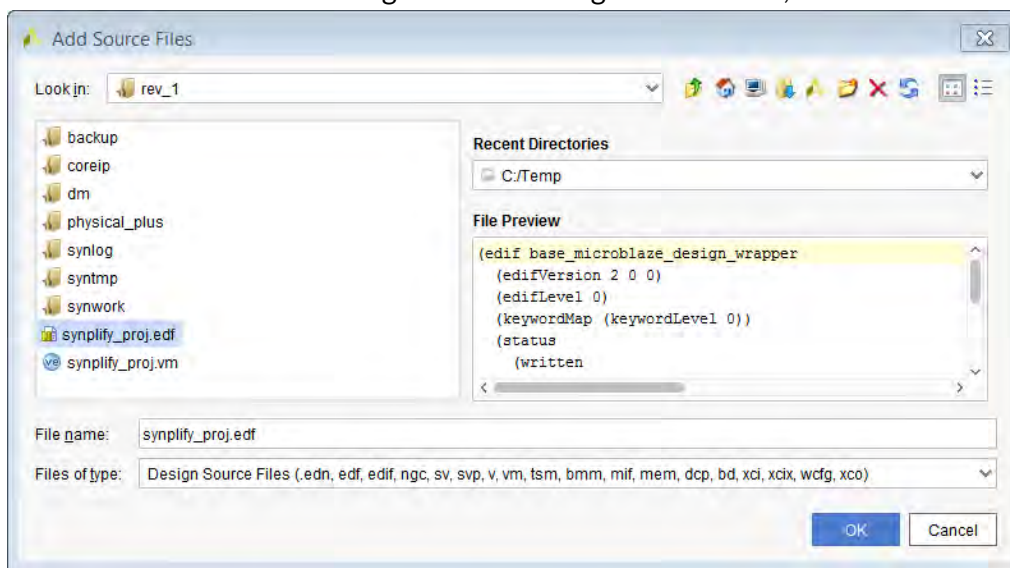 Add Source Files
Look in: rev_1
backup
coreip
dm
physical_plus
synlog
syntmp
synwork
synplify_proj.edf
synplify_proj.vm
Recent Directories
C:/Temp
File Preview
(edif base_microblaze_design_wrapper
(edifVersion 2 0 0)
(edifLevel 0)
(keywordMap (keywordLevel 0))
(status
(written
File name: synplify_proj.edf
Files of type: Design Source Files (.edn, edf, edif, ngc, sv, svp, v, vm, tsm, bmm, mif, mem, dcp, bd, xci, xcix, wcfg, xco)
OK Cancel